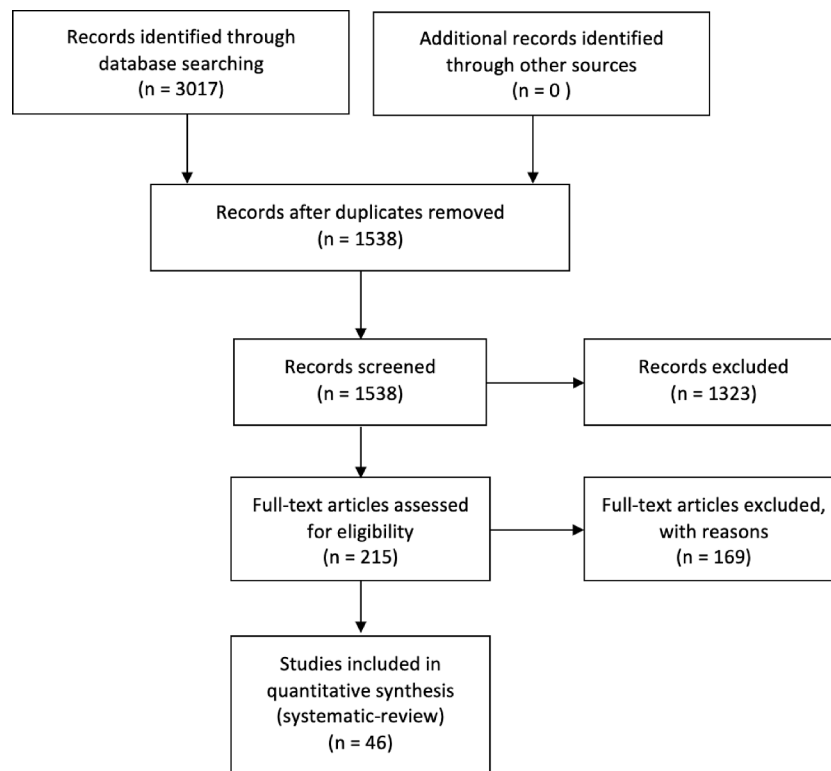 Records identified through
database searching
(n = 3017)
Additional records identified
through other sources
(n = 0 )
Records after duplicates removed
(n = 1538)
Records screened
(n = 1538)
Records excluded
(n = 1323)
Full-text articles assessed
for eligibility
(n = 215)
Full-text articles excluded,
with reasons
(n = 169)
Studies included in
quantitative synthesis
(systematic-review)
(n = 46)